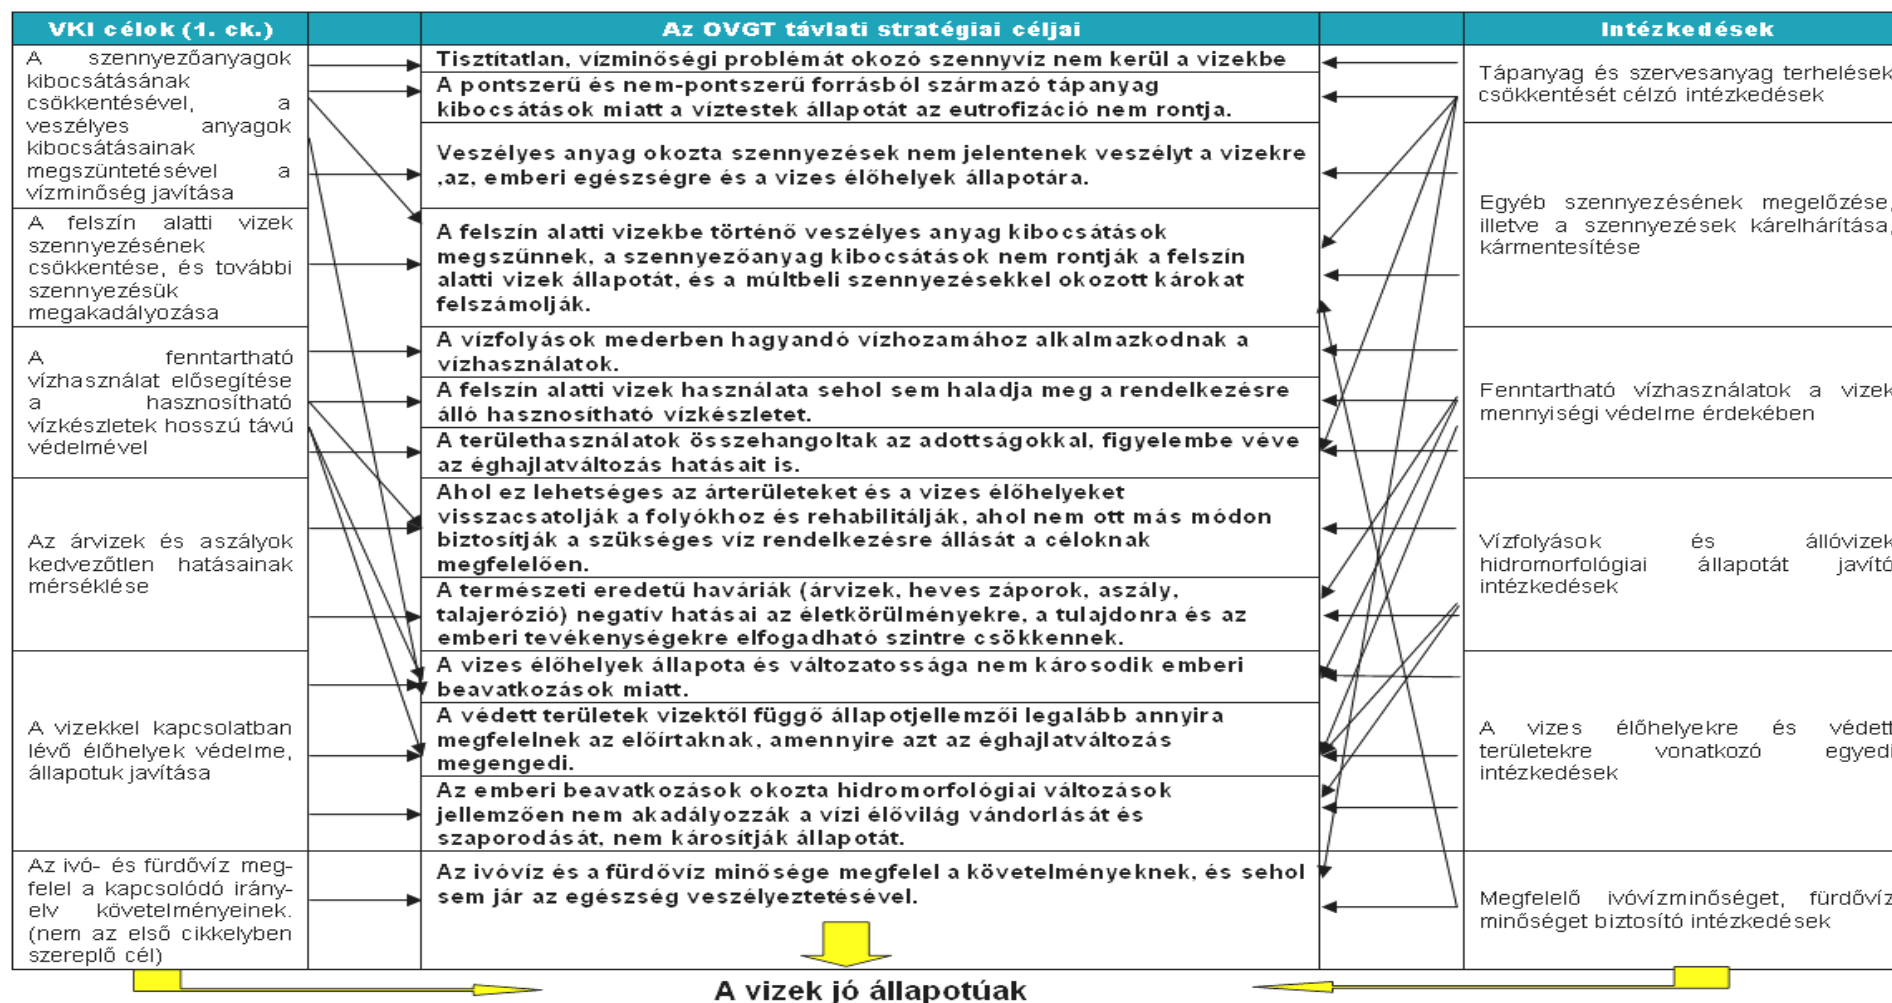 VKI célok (1. ck.)
Az OVGT távlati stratégiai céljai
Intézkedések
A szennyezőanyagok
kibocsátásának
csökkentésével, a
veszélyes anyagok
kibocsátásainak
megszüntetésével a
vízminőség javítása
A felszín alatti vizek
szennyezésének
csökkentése, és további
szennyezésük
megakadályozása
A fenntartható
vízhasználat elősegítése
a hasznosítható
vízkészletek hosszú távú
védelmével
Az árvizek és aszályok
kedvezőtlen hatásainak
mérséklése
A vizekkel kapcsolatban
lévő élőhelyek védelme,
állapotuk javítása
Az ivó- és fürdővíz meg-
felel a kapcsolódó irány-
elv követelményeinek.
(nem az első cikkelyben
szereplő cél)
Tisztítatlan, vízminőségi problémát okozó szennyvíz nem kerül a vizekbe
A pontszerű és nem-pontszerű forrásból származó tápanyag
kibocsátások miatt a víztestek állapotát az eutrofizáció nem rontja.
Veszélyes anyag okozta szennyezések nem jelentenek veszélyt a vizekre
,az, emberi egészségre és a vizes élőhelyek állapotára.
A felszín alatti vizekbe történő veszélyes anyag kibocsátások
megszűnnek, a szennyezőanyag kibocsátások nem rontják a felszín
alatti vizek állapotát, és a múltbeli szennyezésekkel okozott károkat
felszámolják.
A vízfolyások mederben hagyandó vízhozamához alkalmazkodnak a
vízhasználatok.
A felszín alatti vizek használata sehol sem haladja meg a rendelkezésre
álló hasznosítható vízkészletet.
A területhasználatok összehangoltak az adottságokkal, figyelembe véve
az éghajlatváltozás hatásait is.
Ahol ez lehetséges az árterületeket és a vizes élőhelyeket
visszacsatolják a folyókhoz és rehabilitálják, ahol nem ott más módon
biztosítják a szükséges víz rendelkezésre állását a céloknak
megfelelően.
A természeti eredetű haváriák (árvizek, heves záporok, aszály,
talajerózió) negatív hatásai az életkörülményekre, a tulajdonra és az
emberi tevékenységekre elfogadható szintre csökkennek.
A vizes élőhelyek állapota és változatossága nem károsodik emberi
beavatkozások miatt.
A védett területek vizektől függő állapotjellemzői legalább annyira
megfelelnek az előírtaknak, amennyire azt az éghajlatváltozás
megengedi.
Az emberi beavatkozások okozta hidromorfológiai változások
jellemzően nem akadályozzák a vízi élővilág vándorlását és
szaporodását, nem károsítják állapotát.
Az ivóvíz és a fürdővíz minősége megfelel a követelményeknek, és sehol
sem jár az egészség veszélyeztetésével.
Tápanyag és szervesanyag terhelések
csökkentését célzó intézkedések
Egyéb szennyezésének megelőzése,
illetve a szennyezések kárelhárítása,
kármentesítése
Fenntartható vízhasználatok a vizek
mennyiségi védelme érdekében
Vízfolyások és állóvizek
hidromorfológiai állapotát javító
intézkedések
A vizes élőhelyekre és védett
területekre vonatkozó egyedi
intézkedések
Megfelelő ivóvízminőséget, fürdővíz
minőséget biztosító intézkedések
A vizek jó állapotúak